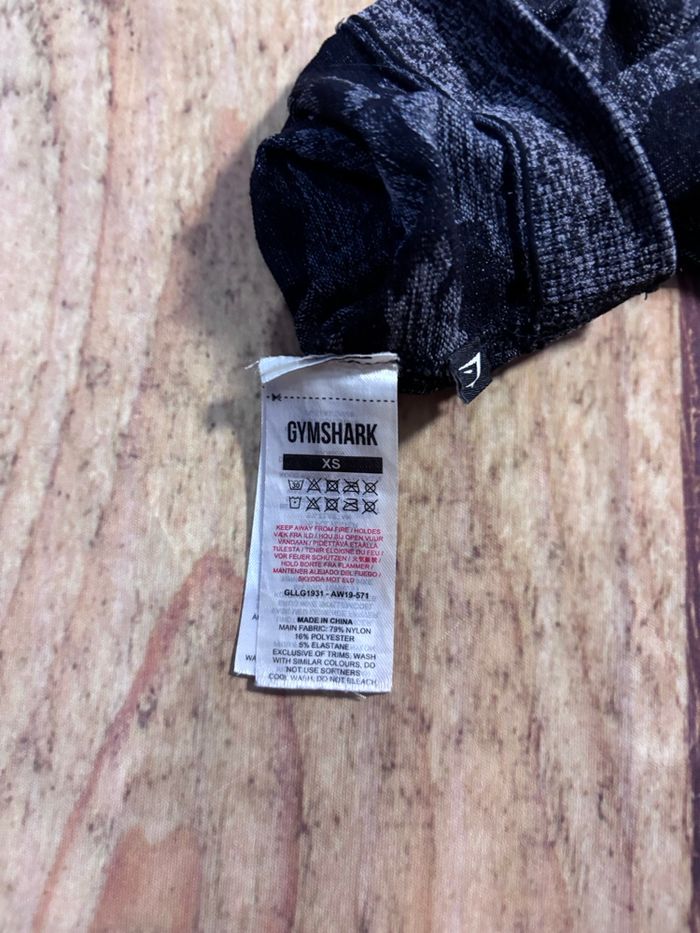 GYMSHARK
XS
30
KEEP AWAY FROM FIRE / HOLDES
VÆK FRA ILD / HOU BIJ OPEN VUUR
VANDAAN / PIDETTÄVÄ ETÄÄLLÄ
TULESTA / TENIR ÉLOIGNE DU FEU /
VOR FEUER SCHÜTZEN / 火気厳禁 /
HOLD BORTE FRA FLAMMER /
MANTENER ALEJADO DEL FUEGO /
SKYDDA MOT ELD
GLLG1931 - AW19-571
MADE IN CHINA
MAIN FABRIC: 79% NYLON
16% POLYESTER
5% ELASTANE
EXCLUSIVE OF TRIMS. WASH
WITH SIMILAR COLOURS, DO
NOT USE SOFTNERS
COOL WASH, DO NOT BLEACH